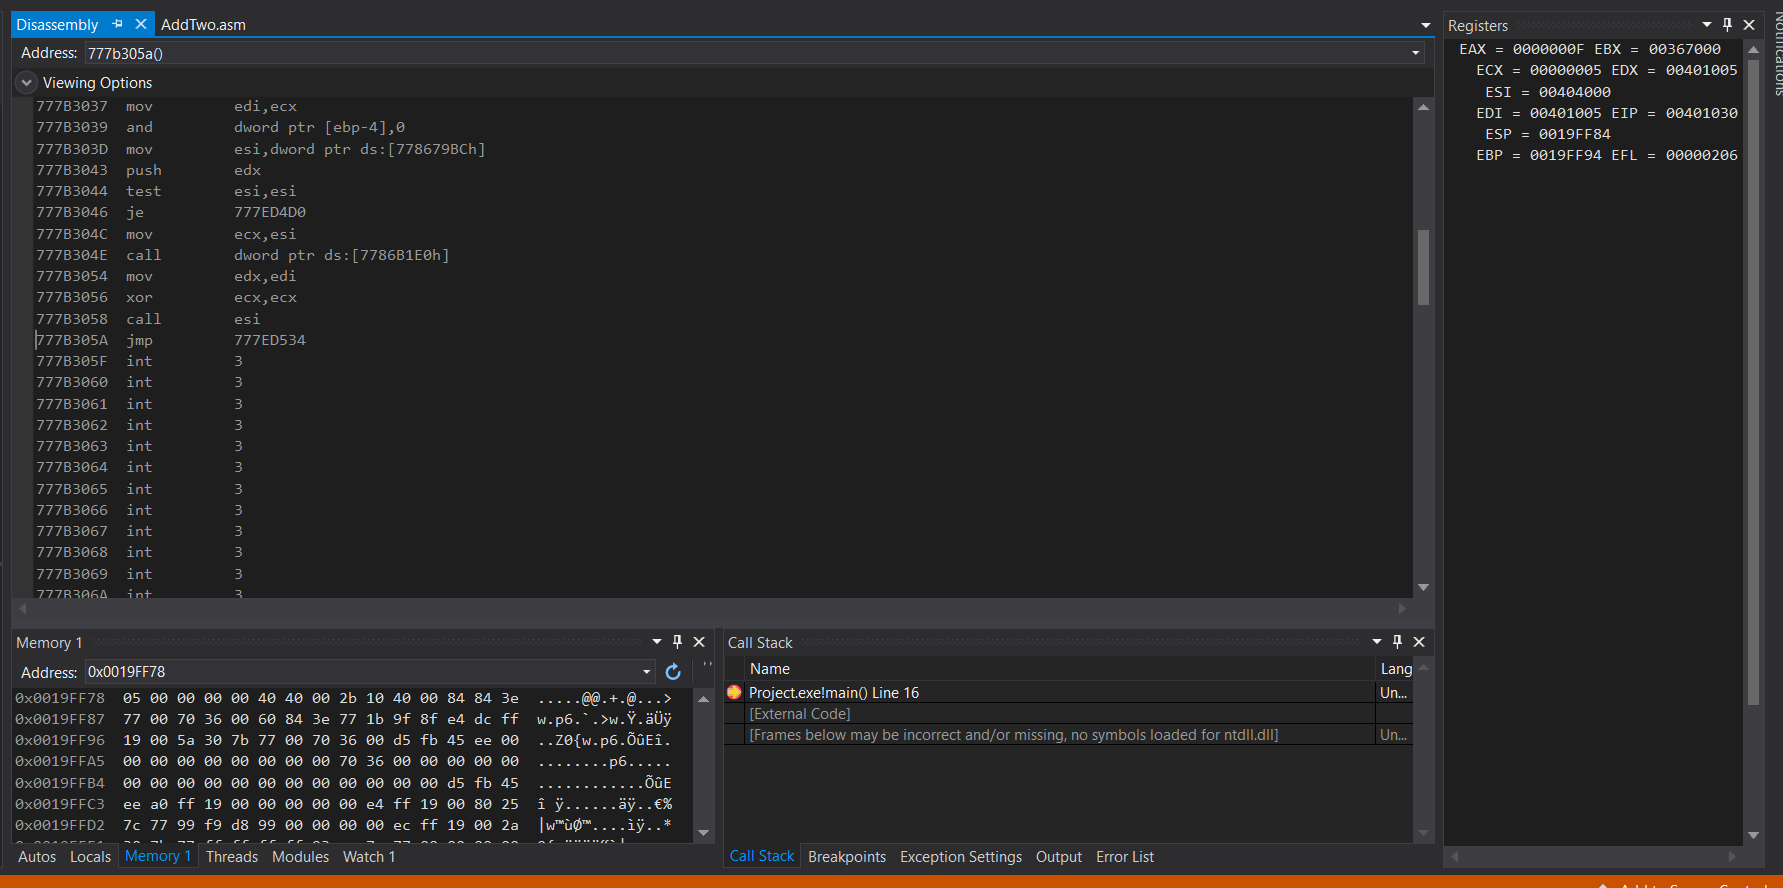 Disassembly AddTwo.asm
Address: 777b305a()
Viewing Options
777B3037 mov edi,ecx
777B3039 and dword ptr [ebp-4],0
777B303D mov esi,dword ptr ds:[778679BCh]
777B3043 push edx
777B3044 test esi,esi
777B3046 je 777ED4D0
777B304C mov ecx,esi
777B304E call dword ptr ds:[7786B1E0h]
777B3054 mov edx,edi
777B3056 xor ecx,ecx
777B3058 call esi
777B305A jmp 777ED534
777B305F int 3
777B3060 int 3
777B3061 int 3
777B3062 int 3
777B3063 int 3
777B3064 int 3
777B3065 int 3
777B3066 int 3
777B3067 int 3
777B3068 int 3
777B3069 int 3
777B306A int 3
Registers
EAX = 0000000F EBX = 00367000
ECX = 00000005 EDX = 00401005
ESI = 00404000
EDI = 00401005 EIP = 00401030
ESP = 0019FF84
EBP = 0019FF94 EFL = 00000206
Notifications
Memory 1
Address: 0x0019FF78
0x0019FF78 05 00 00 00 00 40 40 00 2b 10 40 00 84 84 3e .....@@.+.@...>
0x0019FF87 77 00 70 36 00 60 84 3e 77 1b 9f 8f e4 dc ff w.p6.`.>w.Ÿ.äÜÿ
0x0019FF96 19 00 5a 30 7b 77 00 70 36 00 d5 fb 45 ee 00 ..Z0{w.p6.ÕûEî.
0x0019FFA5 00 00 00 00 00 00 00 00 70 36 00 00 00 00 00 ........p6.....
0x0019FFB4 00 00 00 00 00 00 00 00 00 00 00 00 d5 fb 45 ............ÕûE
0x0019FFC3 ee a0 ff 19 00 00 00 00 00 e4 ff 19 00 80 25 î ÿ......äÿ..€%
0x0019FFD2 7c 77 99 f9 d8 99 00 00 00 00 ec ff 19 00 2a |w™ùØ™....ìÿ..*
Autos Locals Memory 1 Threads Modules Watch 1
Call Stack
Name Lang
Project.exe!main() Line 16 Un...
[External Code]
[Frames below may be incorrect and/or missing, no symbols loaded for ntdll.dll] Un...
Call Stack Breakpoints Exception Settings Output Error List